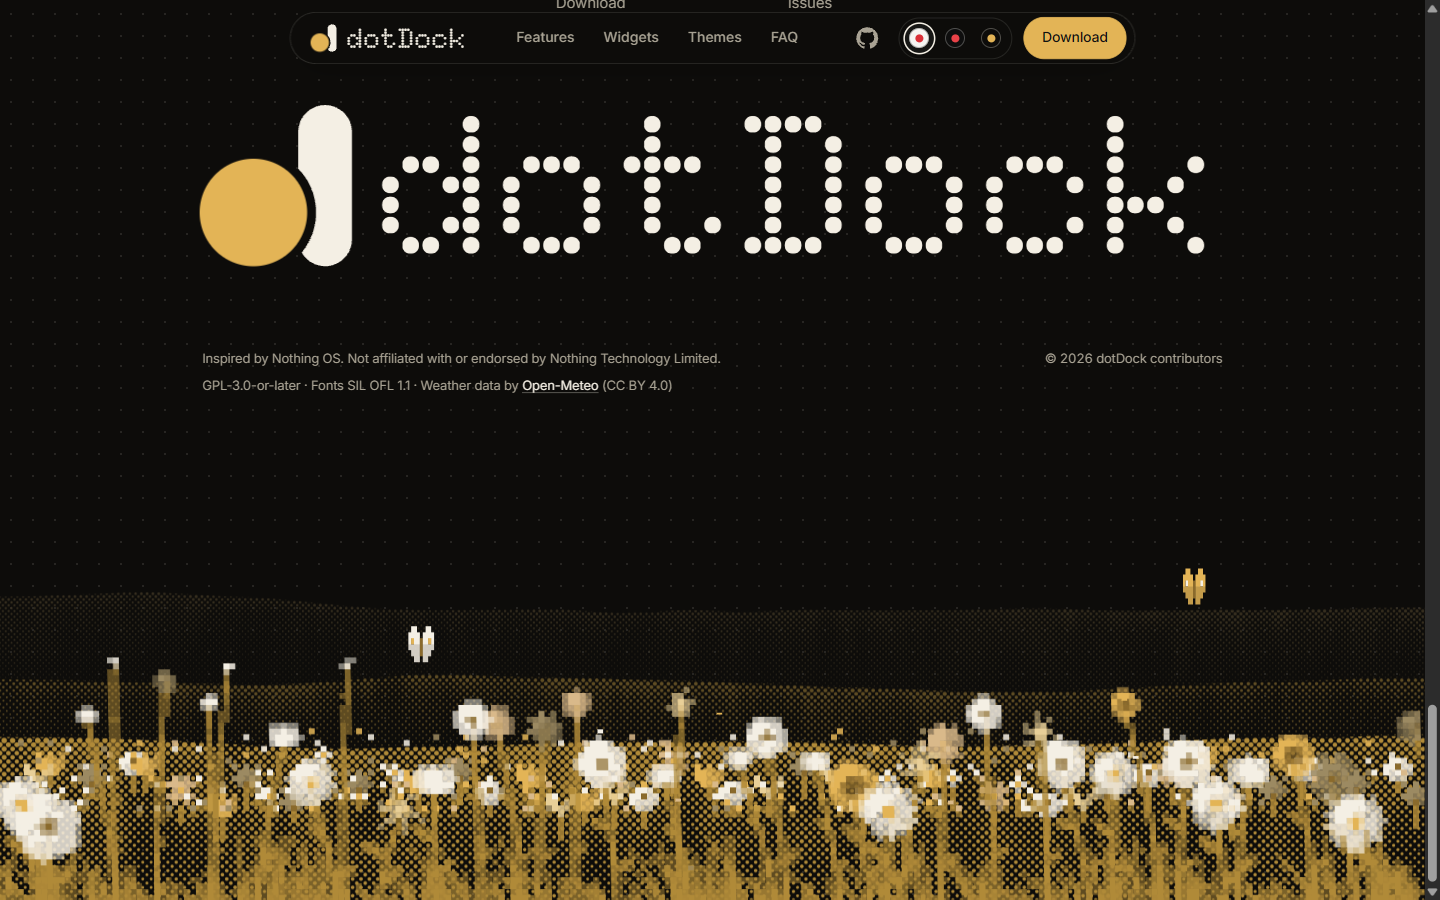 Download Issues
dotDock Features Widgets Themes FAQ Download
dotDock
Inspired by Nothing OS. Not affiliated with or endorsed by Nothing Technology Limited.
© 2026 dotDock contributors
GPL-3.0-or-later · Fonts SIL OFL 1.1 · Weather data by Open-Meteo (CC BY 4.0)